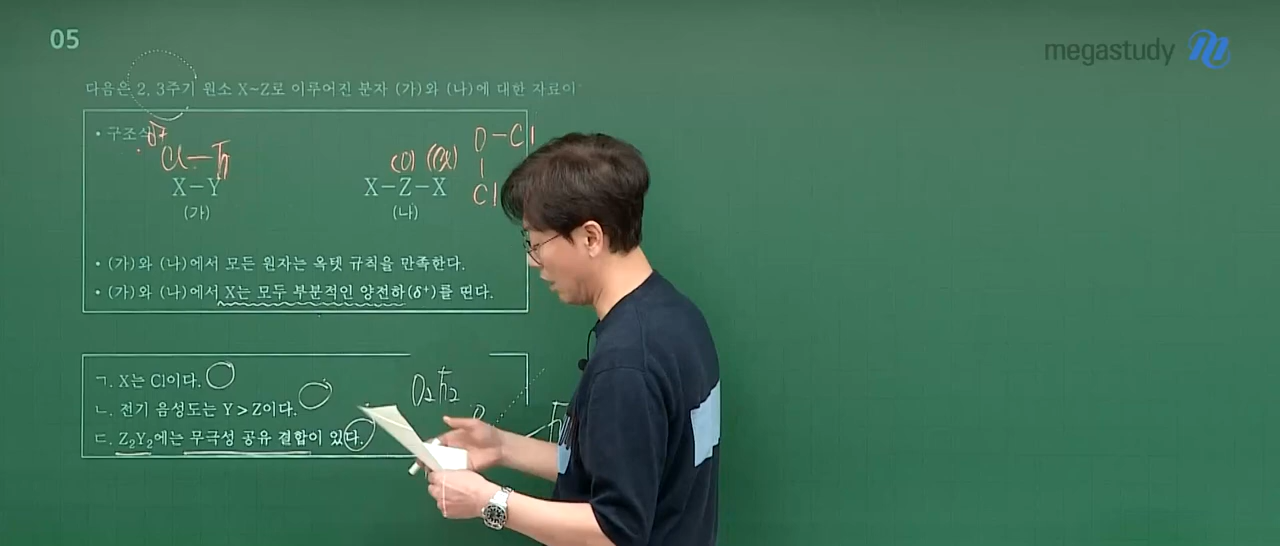 05
megastudy
다음은 2, 3주기 원소 X~Z로 이루어진 분자 (가)와 (나)에 대한 자료이
• 구조식
δ+
Cl-F
(O) (Cl)
O-Cl
Cl
X-Y
X-Z-X
(가)
(나)
• (가)와 (나)에서 모든 원자는 옥텟 규칙을 만족한다.
• (가)와 (나)에서 X는 모두 부분적인 양전하(δ+)를 띤다.
ㄱ. X는 Cl이다.
O₂F₂
ㄴ. 전기 음성도는 Y > Z이다.
ㄷ. Z₂Y₂에는 무극성 공유 결합이 있다.